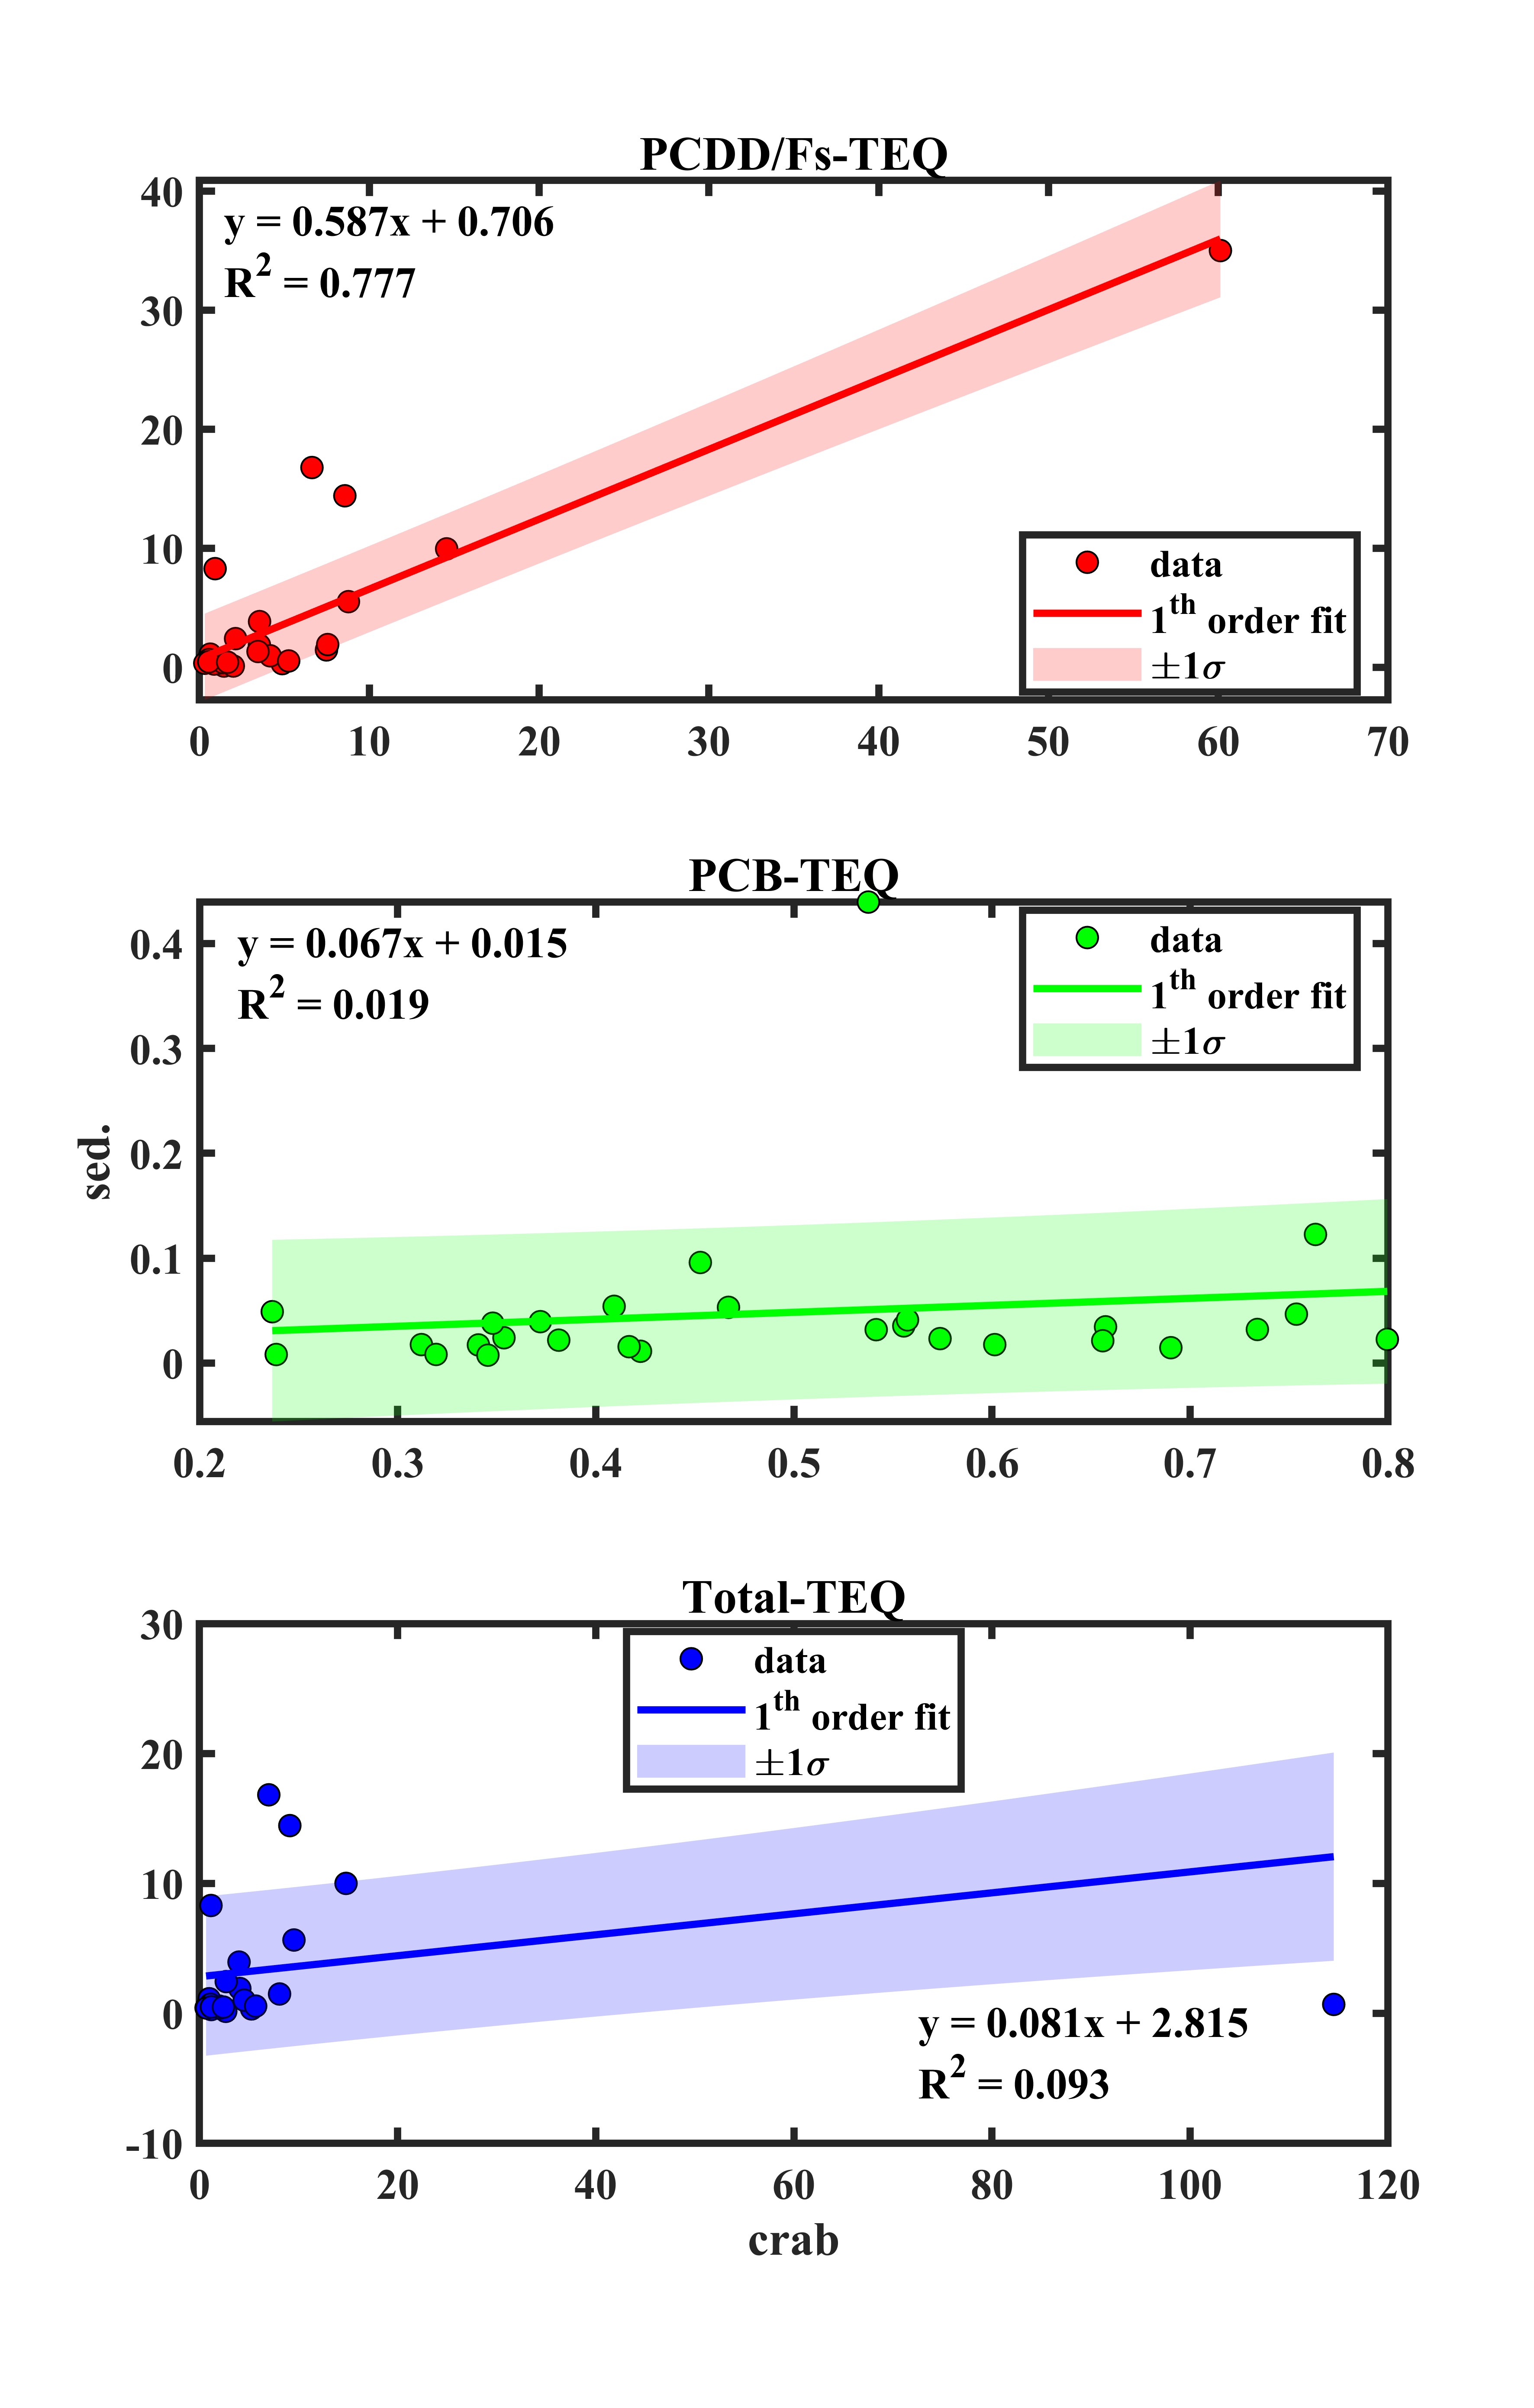 PCDD/Fs-TEQ
40
30
20
10
0
y = 0.587x + 0.706
R² = 0.777
data
1ᵗʰ order fit
±1σ
0 10 20 30 40 50 60 70
PCB-TEQ
sed.
0.4
0.3
0.2
0.1
0
y = 0.067x + 0.015
R² = 0.019
data
1ᵗʰ order fit
±1σ
0.2 0.3 0.4 0.5 0.6 0.7 0.8
Total-TEQ
30
20
10
0
-10
data
1ᵗʰ order fit
±1σ
y = 0.081x + 2.815
R² = 0.093
0 20 40 60 80 100 120
crab